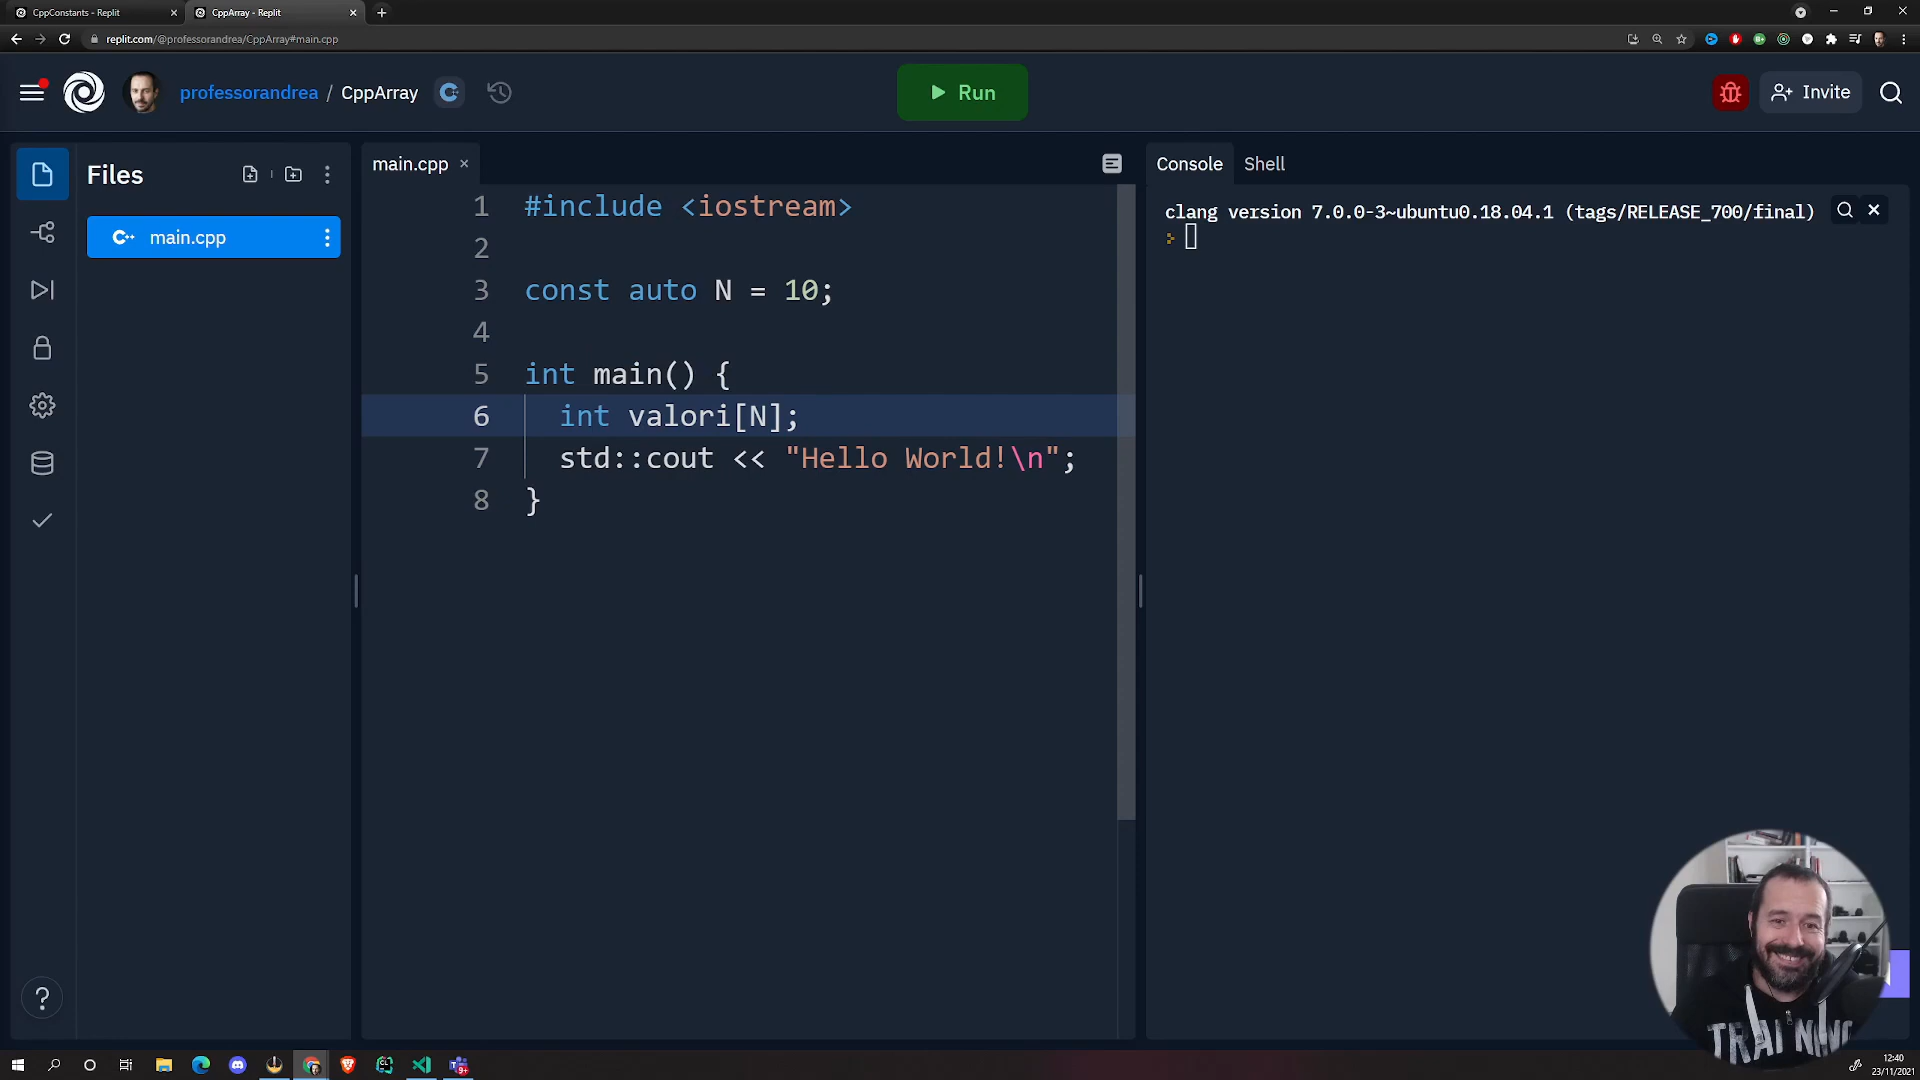 CppConstants - Replit
CppArray - Replit
replit.com/@professorandrea/CppArray#main.cpp
professorandrea / CppArray
Run
Invite
Files
main.cpp
main.cpp
Console
Shell
1 #include <iostream>
2
3 const auto N = 10;
4
5 int main() {
6 int valori[N];
7 std::cout << "Hello World!\n";
8 }
clang version 7.0.0-3~ubuntu0.18.04.1 (tags/RELEASE_700/final)
?
TRAINING
9+
12:40
23/11/2021